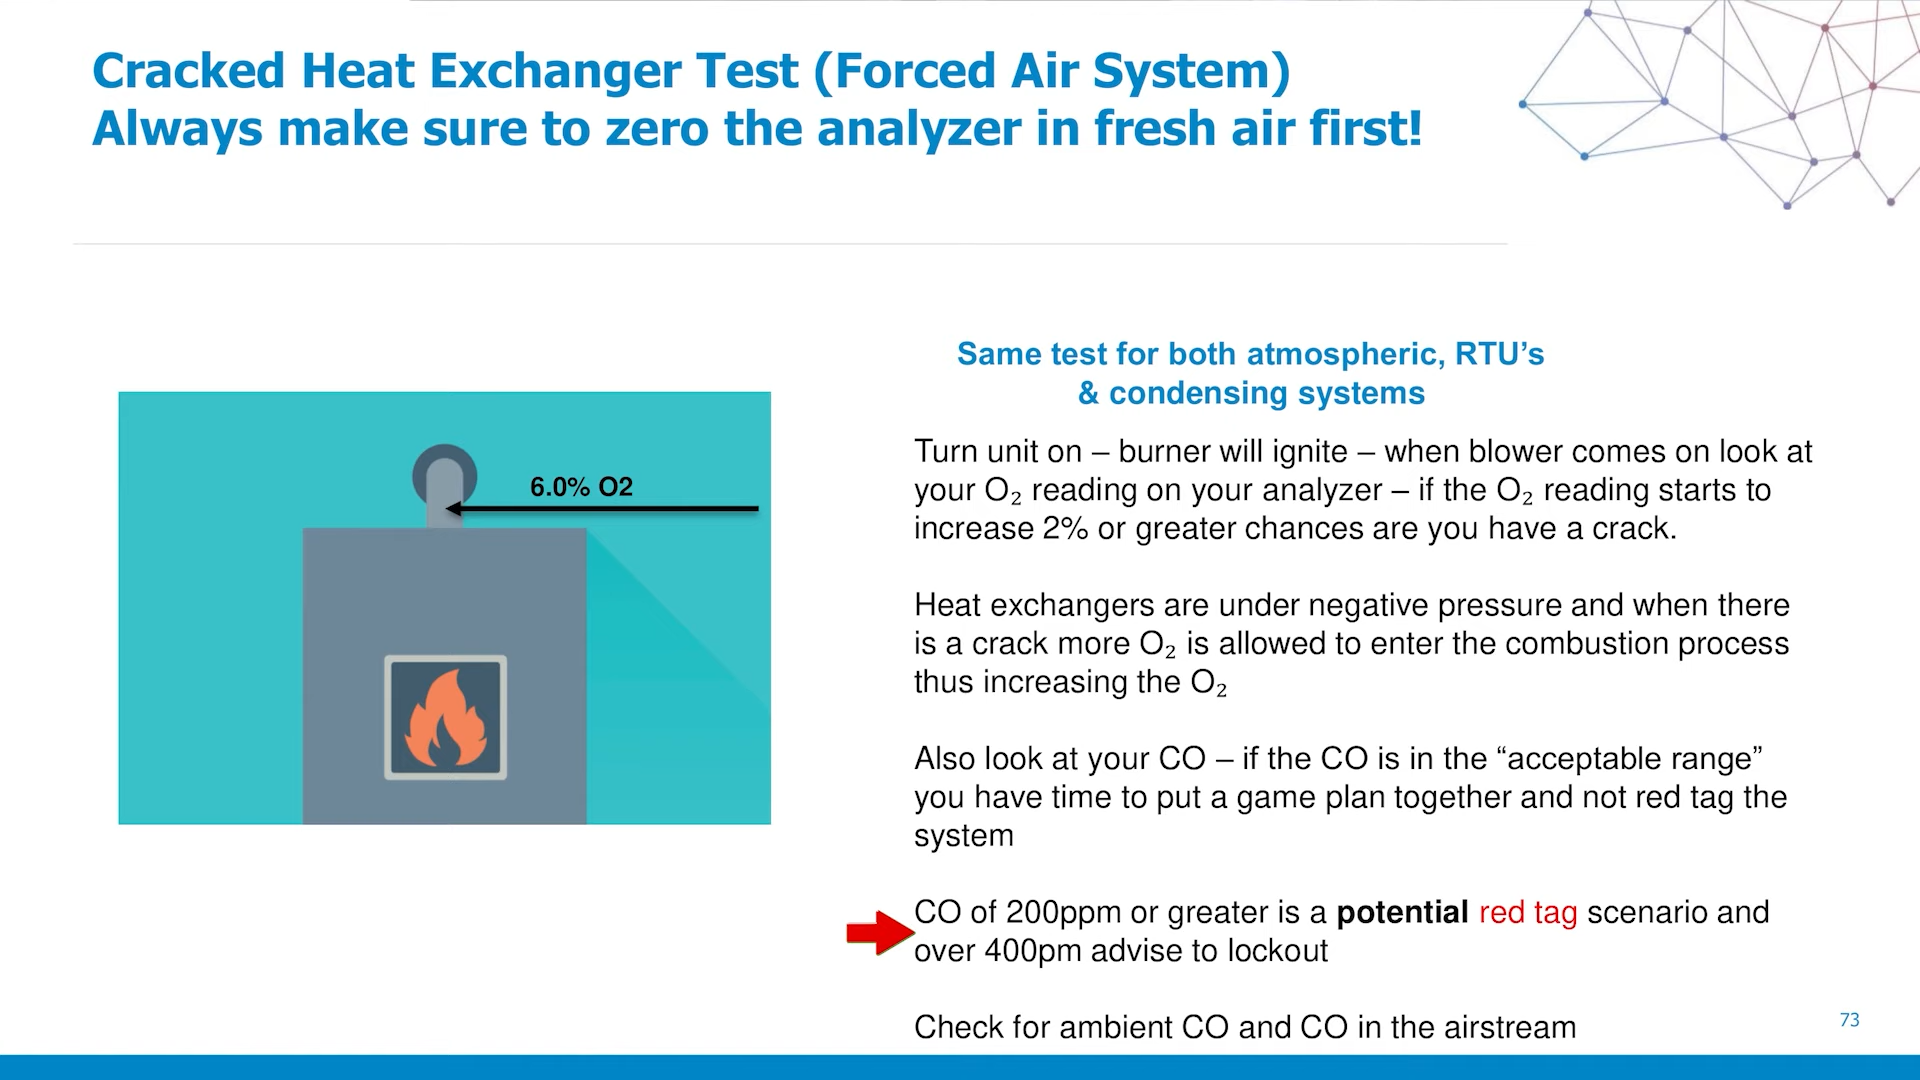 Cracked Heat Exchanger Test (Forced Air System)
Always make sure to zero the analyzer in fresh air first!
6.0% O2
Same test for both atmospheric, RTU’s
& condensing systems
Turn unit on – burner will ignite – when blower comes on look at
your O₂ reading on your analyzer – if the O₂ reading starts to
increase 2% or greater chances are you have a crack.
Heat exchangers are under negative pressure and when there
is a crack more O₂ is allowed to enter the combustion process
thus increasing the O₂
Also look at your CO – if the CO is in the “acceptable range”
you have time to put a game plan together and not red tag the
system
CO of 200ppm or greater is a potential red tag scenario and
over 400pm advise to lockout
Check for ambient CO and CO in the airstream
73